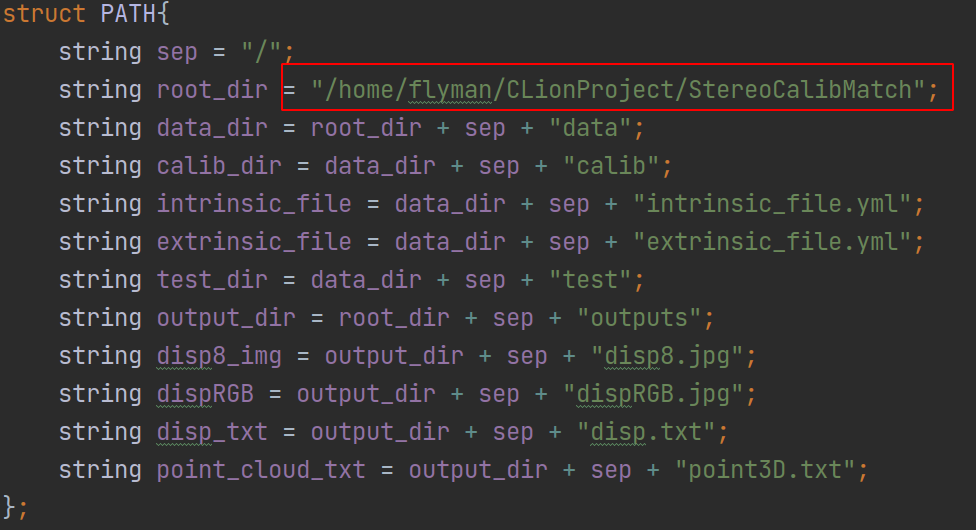 struct PATH{
    string sep = "/";
    string root_dir = "/home/flyman/CLionProject/StereoCalibMatch";
    string data_dir = root_dir + sep + "data";
    string calib_dir = data_dir + sep + "calib";
    string intrinsic_file = data_dir + sep + "intrinsic_file.yml";
    string extrinsic_file = data_dir + sep + "extrinsic_file.yml";
    string test_dir = data_dir + sep + "test";
    string output_dir = root_dir + sep + "outputs";
    string disp8_img = output_dir + sep + "disp8.jpg";
    string dispRGB = output_dir + sep + "dispRGB.jpg";
    string disp_txt = output_dir + sep + "disp.txt";
    string point_cloud_txt = output_dir + sep + "point3D.txt";
};